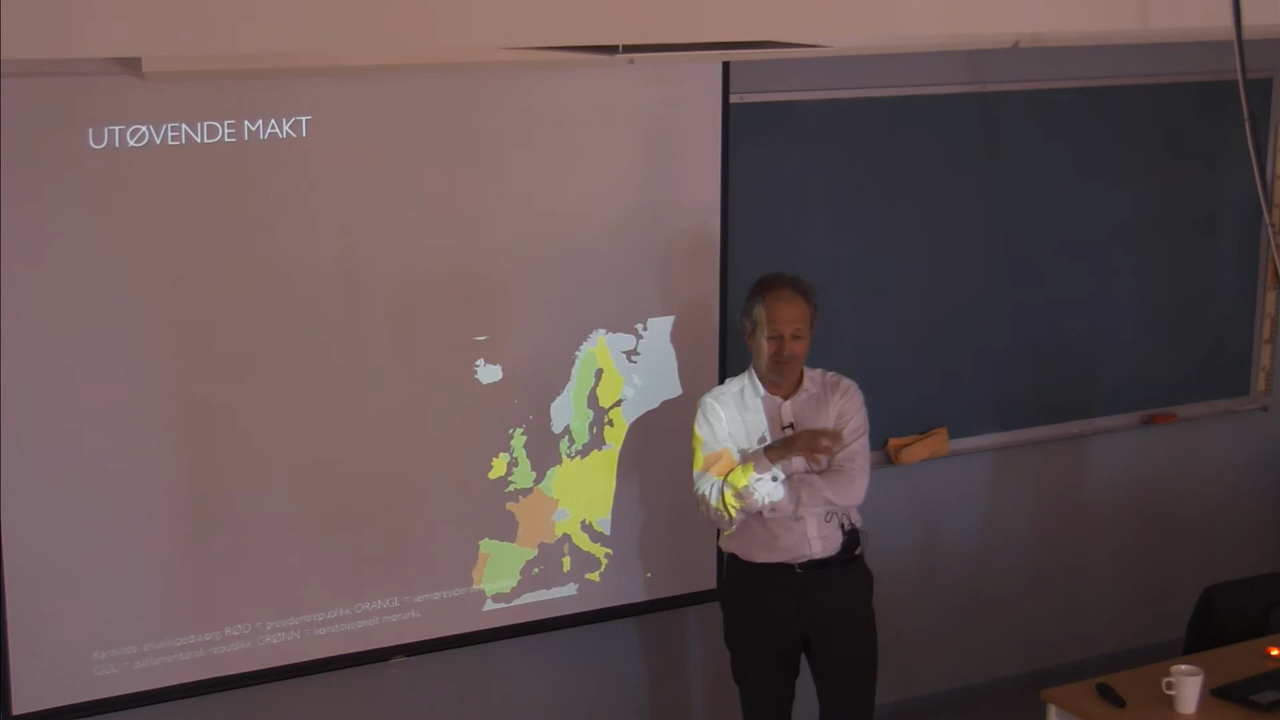 UTØVENDE MAKT
RØD = presidentrepublikk, ORANGE =
GUL = parlamentarisk republikk, GRØNN = konstitusjonelt monarki